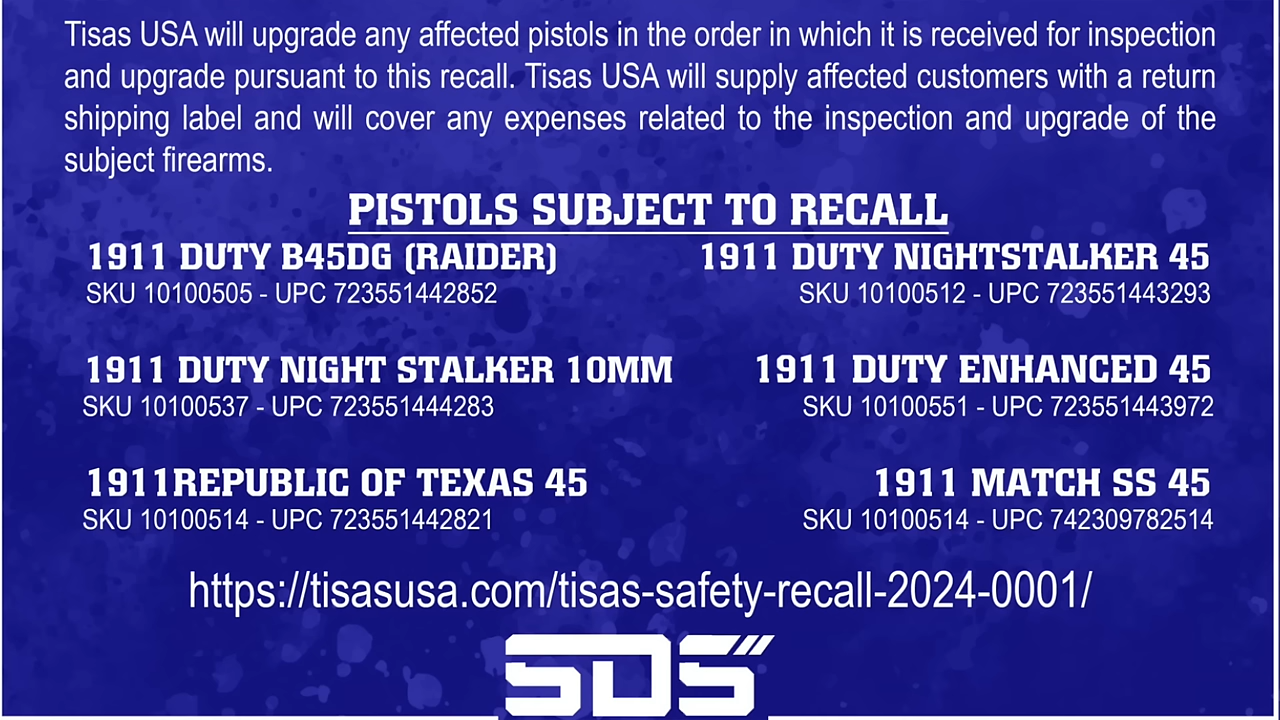 Tisas USA will upgrade any affected pistols in the order in which it is received for inspection
and upgrade pursuant to this recall. Tisas USA will supply affected customers with a return
shipping label and will cover any expenses related to the inspection and upgrade of the
subject firearms.
PISTOLS SUBJECT TO RECALL
1911 DUTY B45DG (RAIDER)
SKU 10100505 - UPC 723551442852
1911 DUTY NIGHTSTALKER 45
SKU 10100512 - UPC 723551443293
1911 DUTY NIGHT STALKER 10MM
SKU 10100537 - UPC 723551444283
1911 DUTY ENHANCED 45
SKU 10100551 - UPC 723551443972
1911REPUBLIC OF TEXAS 45
SKU 10100514 - UPC 723551442821
1911 MATCH SS 45
SKU 10100514 - UPC 742309782514
https://tisasusa.com/tisas-safety-recall-2024-0001/
SDS